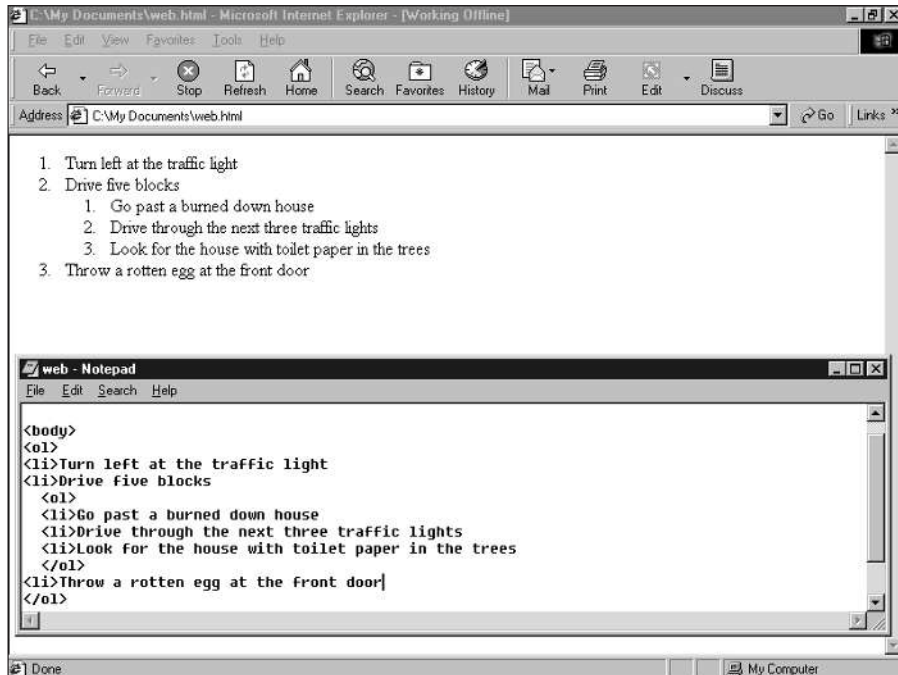 C:\My Documents\web.html - Microsoft Internet Explorer - [Working Offline]
File Edit View Favorites Tools Help
Back Forward Stop Refresh Home Search Favorites History Mail Print Edit Discuss
Address C:\My Documents\web.html Go Links »
1. Turn left at the traffic light
2. Drive five blocks
1. Go past a burned down house
2. Drive through the next three traffic lights
3. Look for the house with toilet paper in the trees
3. Throw a rotten egg at the front door
web - Notepad
File Edit Search Help
<body>
<ol>
<li>Turn left at the traffic light
<li>Drive five blocks
<ol>
<li>Go past a burned down house
<li>Drive through the next three traffic lights
<li>Look for the house with toilet paper in the trees
</ol>
<li>Throw a rotten egg at the front door
</ol>
Done My Computer